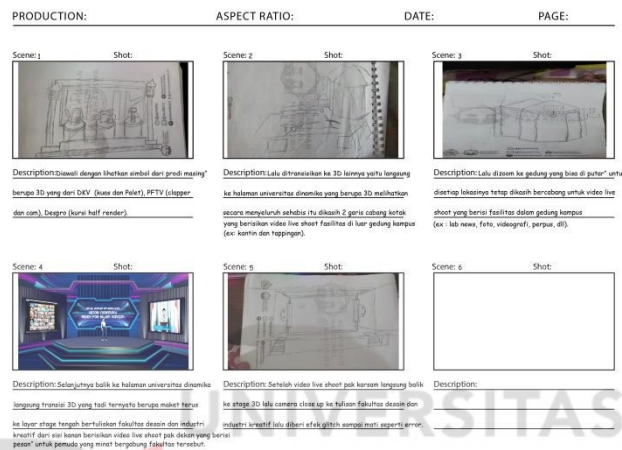 PRODUCTION: ASPECT RATIO: DATE: PAGE:
Scene: 1 Shot:
Scene: 2 Shot:
Scene: 3 Shot:
Description:Diawali dengan lihatkan simbol dari prodi masing"
berupa 3D yang dari DKV (kuas dan Palet), PFTV (clapper
dan cam), Despro (kursi half render).
Description:Lalu ditransisikan ke 3D lainnya yaitu langsung
ke halaman universitas dinamika yang berupa 3D melihatkan
secara menyeluruh sehabis itu dikasih 2 garis cabang kotak
yang berisikan video live shoot fasilitas di luar gedung kampus
(ex: kantin dan tappingan).
Description: Lalu dizoom ke gedung yang bisa di putar" untu
disetiap lokasinya tetap dikasih bercabang untuk video live
shoot yang berisi fasilitas dalam gedung kampus
(ex : lab news, foto, videografi, perpus, dll).
Scene: 4 Shot:
Scene: 5 Shot:
Scene: 6 Shot:
Description:Selanjutnya balik ke halaman universitas dinamika
langsung transisi 3D yang tadi ternyata berupa maket terus
ke layar stage tengah bertuliskan fakultas desain dan industri
kreatif dari sisi kanan berisikan video live shoot pak dekan yang berisi
pesan" untuk pemuda yang minat bergabung fakultas tersebut.
Description: Setelah video live shoot pak karsam langsung balik
ke stage 3D lalu camera close up ke tulisan fakultas desain dan
industri kreatif lalu diberi efek glitch sampai mati seperti error.
Description:
UNIVERSITAS